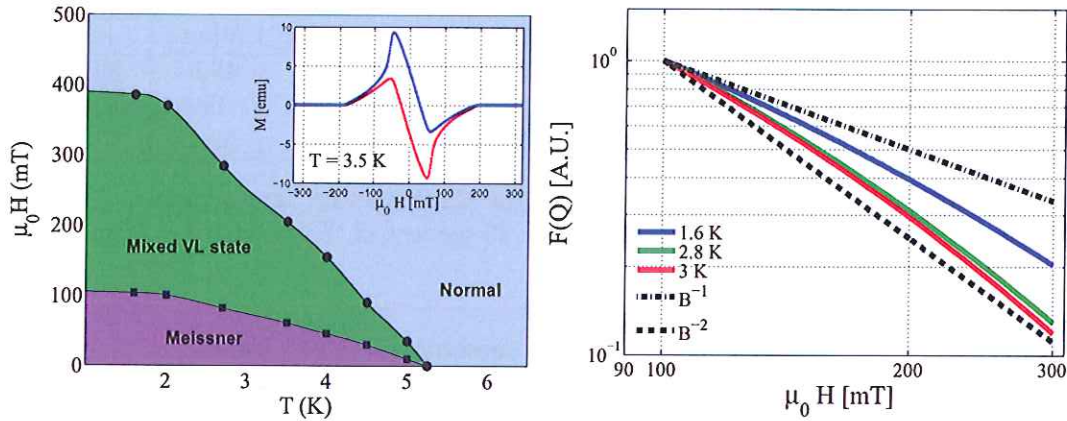 500
400
300
200
100
0
μ₀H (mT)
2
3
4
5
6
T (K)
Mixed VL state
Meissner
Normal
10
5
0
−5
−10
M [emu]
T = 3.5 K
−300
−200
−100
0
100
200
300
μ₀ H [mT]
10⁰
10⁻¹
F(Q) [A.U.]
1.6 K
2.8 K
3 K
B⁻¹
B⁻²
90
100
200
300
μ₀ H [mT]